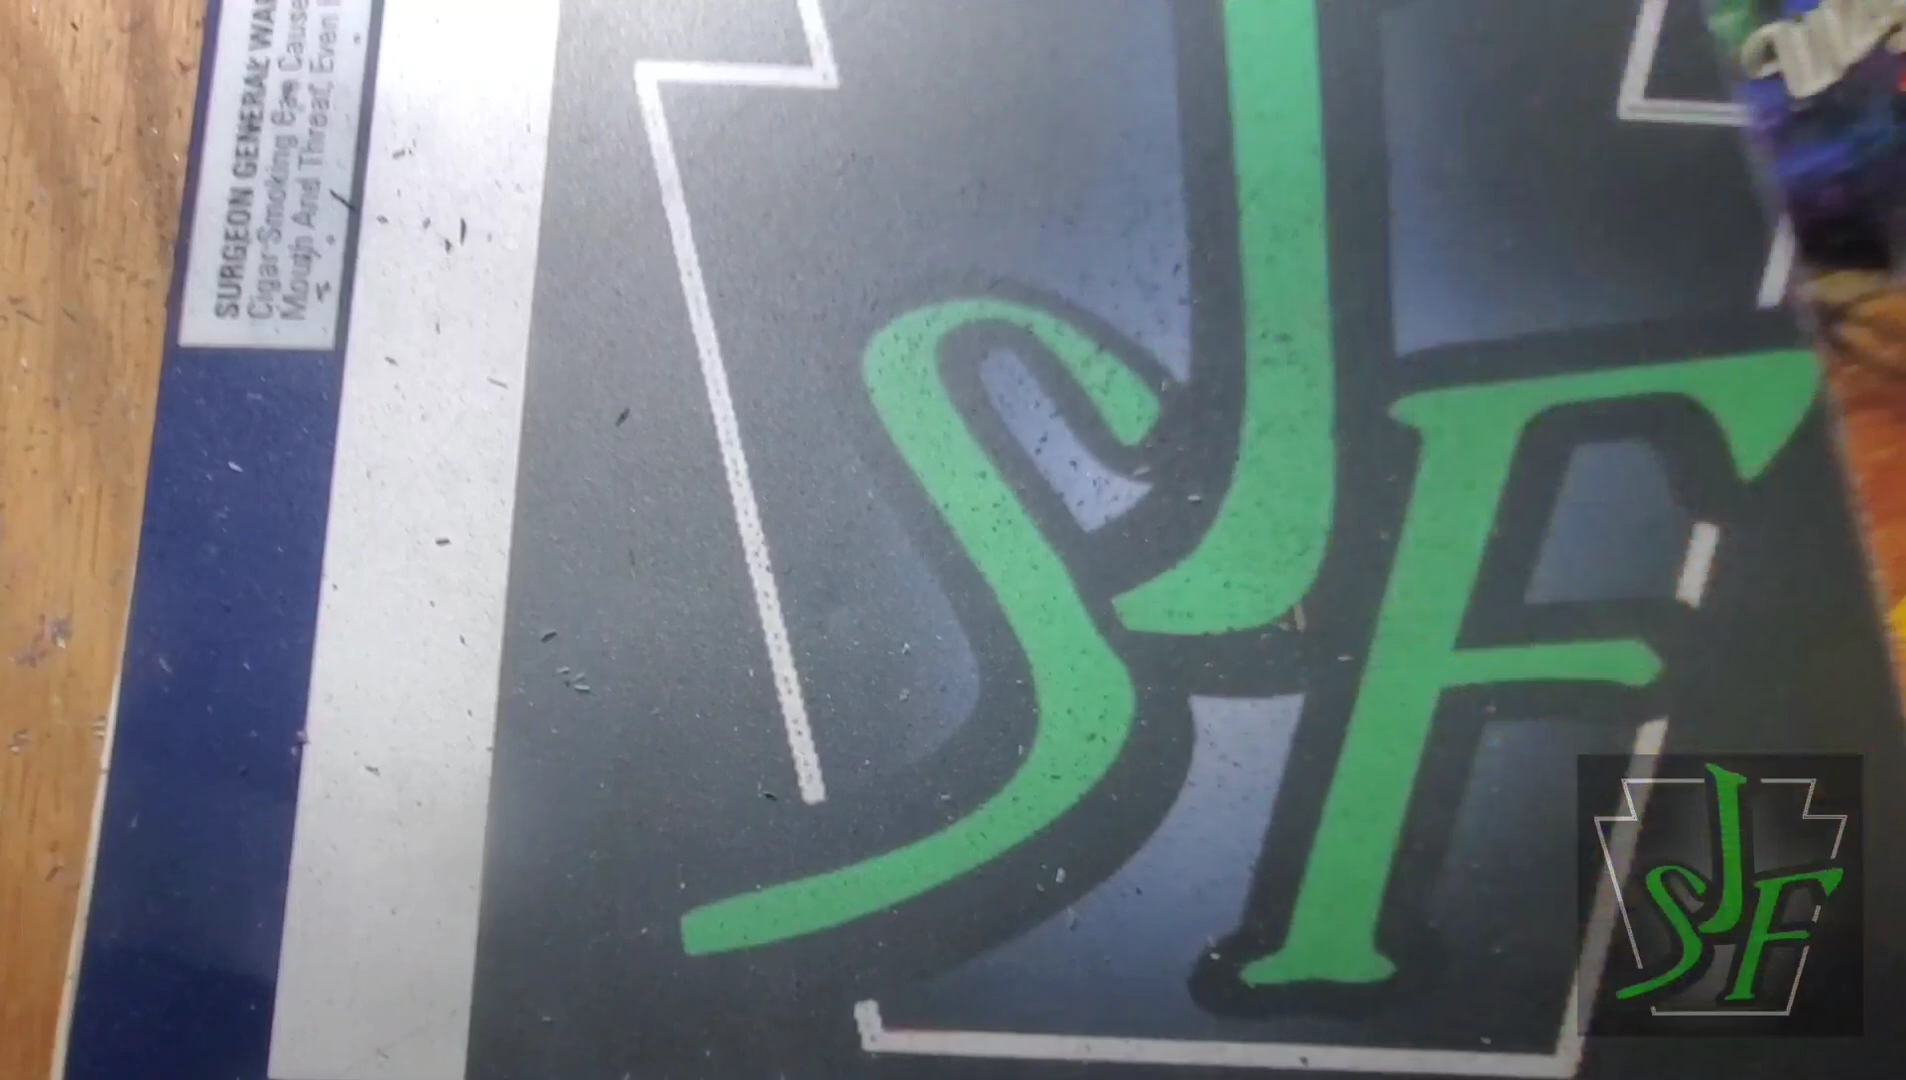 SURGEON GENERAL WA
Cigar Smoking Can Cause
Mouth And Throat, Even I
SJF
SJF